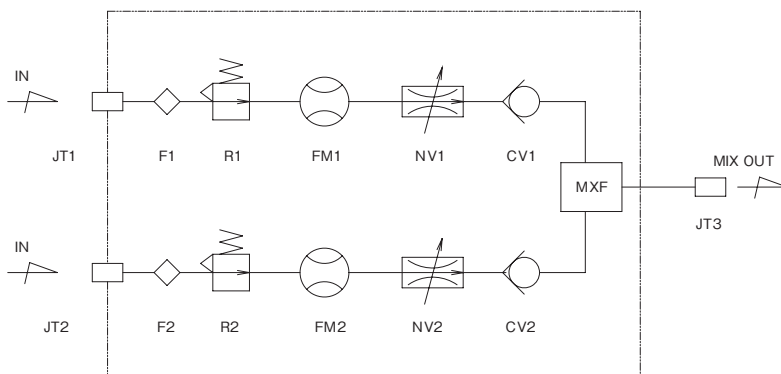 IN
JT1
F1
R1
FM1
NV1
CV1
MXF
MIX OUT
JT3
IN
JT2
F2
R2
FM2
NV2
CV2